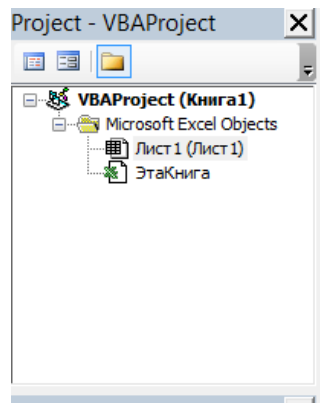 Project - VBAProject
VBAProject (Книга1)
Microsoft Excel Objects
Лист1 (Лист1)
ЭтаКнига